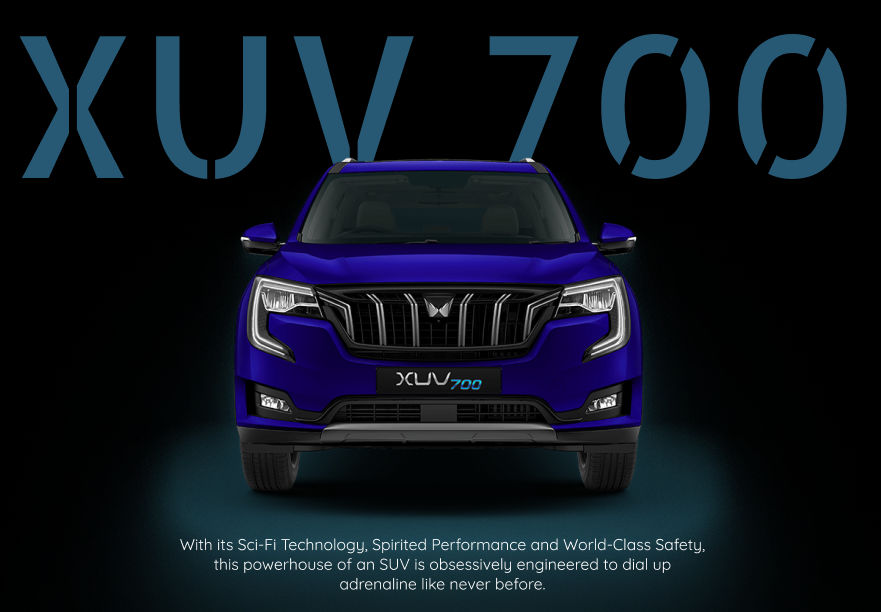 XUV 700
XUV700
With its Sci-Fi Technology, Spirited Performance and World-Class Safety,
this powerhouse of an SUV is obsessively engineered to dial up
adrenaline like never before.